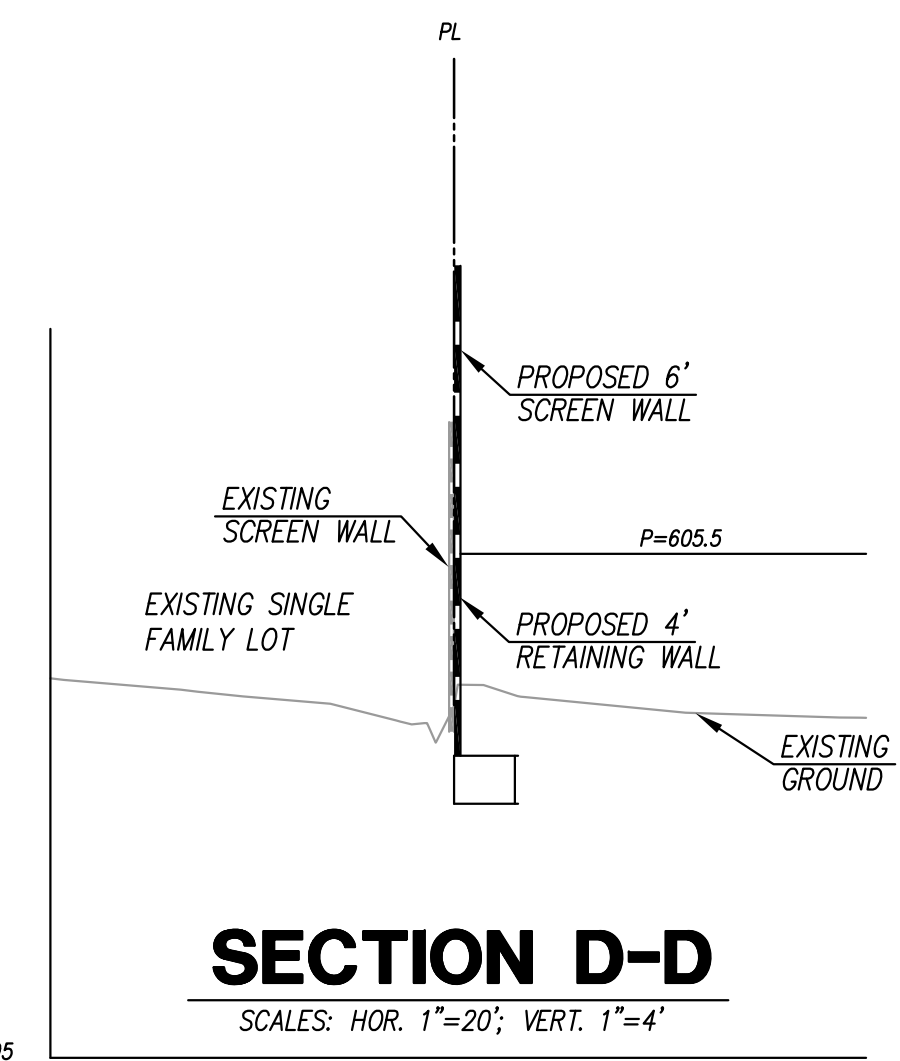 PL
PROPOSED 6'
SCREEN WALL
EXISTING
SCREEN WALL
P=605.5
EXISTING SINGLE
FAMILY LOT
PROPOSED 4'
RETAINING WALL
EXISTING
GROUND
SECTION D-D
SCALES: HOR. 1"=20'; VERT. 1"=4'